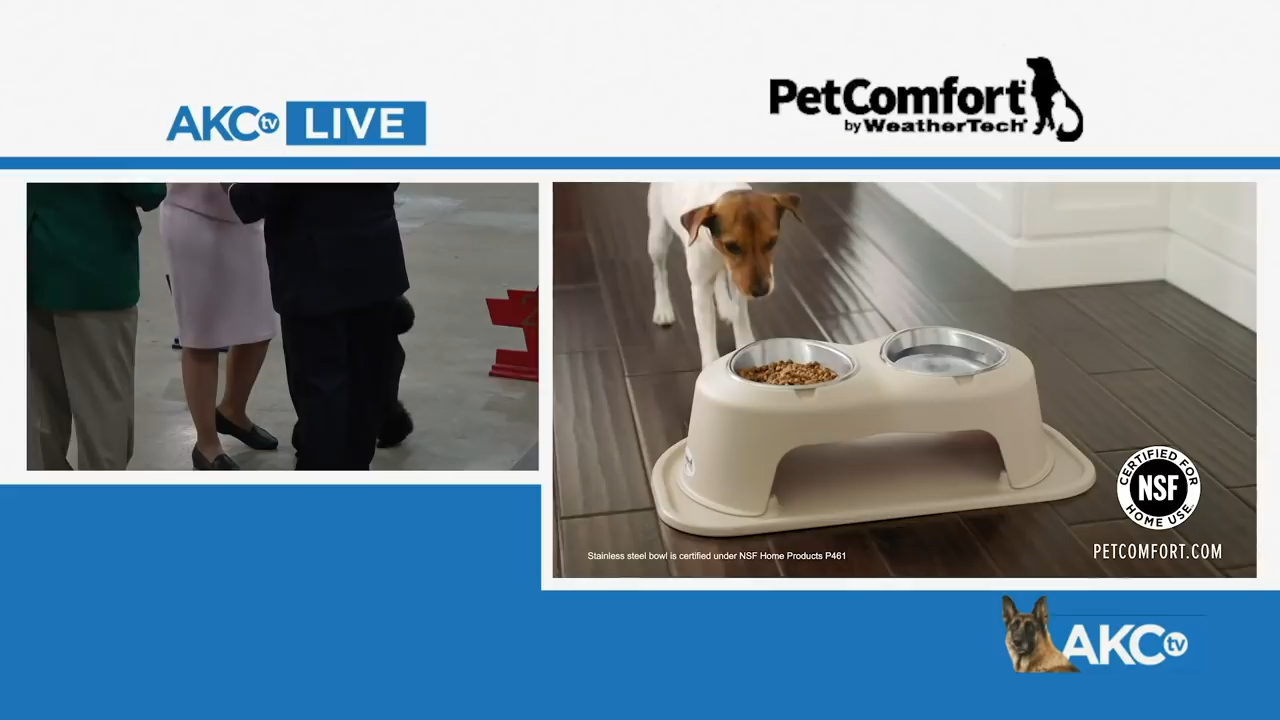 AKCtv LIVE
PetComfort
by WeatherTech
CERTIFIED FOR
NSF
HOME USE
PETCOMFORT.COM
Stainless steel bowl is certified under NSF Home Products P461
AKCtv